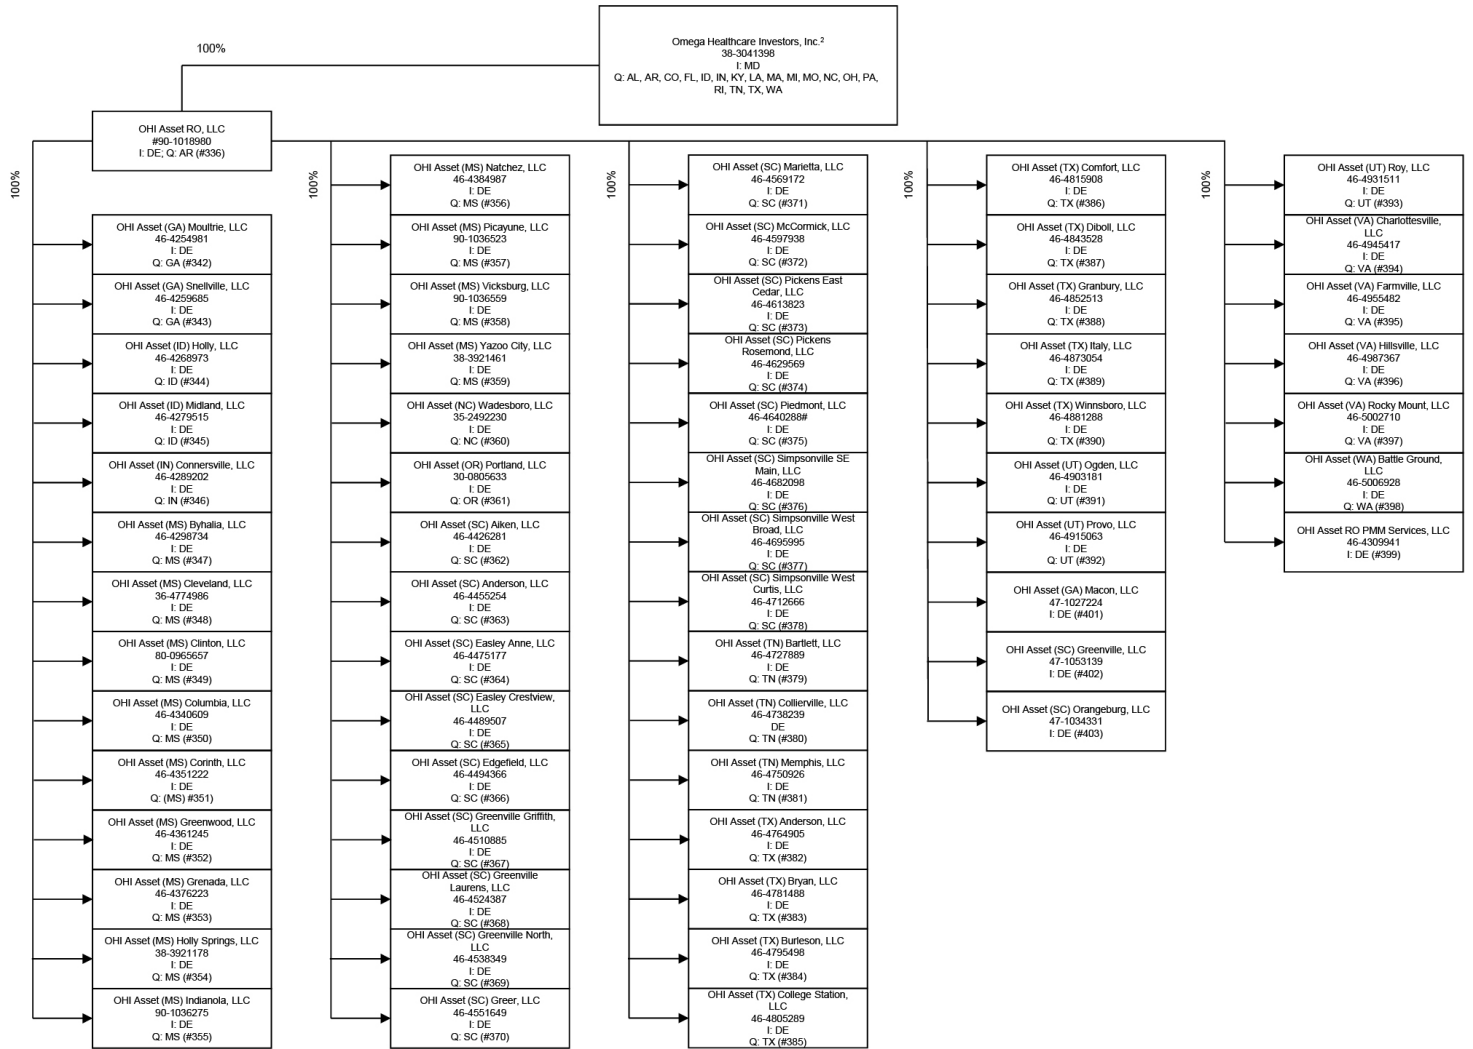 100%
Omega Healthcare Investors, Inc.²
38-3041398
I: MD
Q: AL, AR, CO, FL, ID, IN, KY, LA, MA, MI, MO, NC, OH, PA,
RI, TN, TX, WA
OHI Asset RO, LLC
#90-1018980
I: DE; Q: AR (#336)
100%
OHI Asset (GA) Moultrie, LLC
46-4254981
I: DE
Q: GA (#342)
OHI Asset (GA) Snellville, LLC
46-4259685
I: DE
Q: GA (#343)
OHI Asset (ID) Holly, LLC
46-4268973
I: DE
Q: ID (#344)
OHI Asset (ID) Midland, LLC
46-4279515
I: DE
Q: ID (#345)
OHI Asset (IN) Connersville, LLC
46-4289202
I: DE
Q: IN (#346)
OHI Asset (MS) Byhalia, LLC
46-4298734
I: DE
Q: MS (#347)
OHI Asset (MS) Cleveland, LLC
36-4774986
I: DE
Q: MS (#348)
OHI Asset (MS) Clinton, LLC
80-0965657
I: DE
Q: MS (#349)
OHI Asset (MS) Columbia, LLC
46-4340609
I: DE
Q: MS (#350)
OHI Asset (MS) Corinth, LLC
46-4351222
I: DE
Q: (MS) #351)
OHI Asset (MS) Greenwood, LLC
46-4361245
I: DE
Q: MS (#352)
OHI Asset (MS) Grenada, LLC
46-4376223
I: DE
Q: MS (#353)
OHI Asset (MS) Holly Springs, LLC
38-3921178
I: DE
Q: MS (#354)
OHI Asset (MS) Indianola, LLC
90-1036275
I: DE
Q: MS (#355)
100%
OHI Asset (MS) Natchez, LLC
46-4384987
I: DE
Q: MS (#356)
OHI Asset (MS) Picayune, LLC
90-1036523
I: DE
Q: MS (#357)
OHI Asset (MS) Vicksburg, LLC
90-1036559
I: DE
Q: MS (#358)
OHI Asset (MS) Yazoo City, LLC
38-3921461
I: DE
Q: MS (#359)
OHI Asset (NC) Wadesboro, LLC
35-2492230
I: DE
Q: NC (#360)
OHI Asset (OR) Portland, LLC
30-0805633
I: DE
Q: OR (#361)
OHI Asset (SC) Aiken, LLC
46-4426281
I: DE
Q: SC (#362)
OHI Asset (SC) Anderson, LLC
46-4455254
I: DE
Q: SC (#363)
OHI Asset (SC) Easley Anne, LLC
46-4475177
I: DE
Q: SC (#364)
OHI Asset (SC) Easley Crestview,
LLC
46-4489507
I: DE
Q: SC (#365)
OHI Asset (SC) Edgefield, LLC
46-4494366
I: DE
Q: SC (#366)
OHI Asset (SC) Greenville Griffith,
LLC
46-4510885
I: DE
Q: SC (#367)
OHI Asset (SC) Greenville
Laurens, LLC
46-4524387
I: DE
Q: SC (#368)
OHI Asset (SC) Greenville North,
LLC
46-4538349
I: DE
Q: SC (#369)
OHI Asset (SC) Greer, LLC
46-4551649
I: DE
Q: SC (#370)
100%
OHI Asset (SC) Marietta, LLC
46-4569172
I: DE
Q: SC (#371)
OHI Asset (SC) McCormick, LLC
46-4597938
I: DE
Q: SC (#372)
OHI Asset (SC) Pickens East
Cedar, LLC
46-4613823
I: DE
Q: SC (#373)
OHI Asset (SC) Pickens
Rosemond, LLC
46-4629569
I: DE
Q: SC (#374)
OHI Asset (SC) Piedmont, LLC
46-4640288#
I: DE
Q: SC (#375)
OHI Asset (SC) Simpsonville SE
Main, LLC
46-4682098
I: DE
Q: SC (#376)
OHI Asset (SC) Simpsonville West
Broad, LLC
46-4695995
I: DE
Q: SC (#377)
OHI Asset (SC) Simpsonville West
Curtis, LLC
46-4712666
I: DE
Q: SC (#378)
OHI Asset (TN) Bartlett, LLC
46-4727889
I: DE
Q: TN (#379)
OHI Asset (TN) Collierville, LLC
46-4738239
DE
Q: TN (#380)
OHI Asset (TN) Memphis, LLC
46-4750926
I: DE
Q: TN (#381)
OHI Asset (TX) Anderson, LLC
46-4764905
I: DE
Q: TX (#382)
OHI Asset (TX) Bryan, LLC
46-4781488
I: DE
Q: TX (#383)
OHI Asset (TX) Burleson, LLC
46-4795498
I: DE
Q: TX (#384)
OHI Asset (TX) College Station,
LLC
46-4805289
I: DE
Q: TX (#385)
100%
OHI Asset (TX) Comfort, LLC
46-4815908
I: DE
Q: TX (#386)
OHI Asset (TX) Diboll, LLC
46-4843528
I: DE
Q: TX (#387)
OHI Asset (TX) Granbury, LLC
46-4852513
I: DE
Q: TX (#388)
OHI Asset (TX) Italy, LLC
46-4873054
I: DE
Q: TX (#389)
OHI Asset (TX) Winnsboro, LLC
46-4881288
I: DE
Q: TX (#390)
OHI Asset (UT) Ogden, LLC
46-4903181
I: DE
Q: UT (#391)
OHI Asset (UT) Provo, LLC
46-4915063
I: DE
Q: UT (#392)
OHI Asset (GA) Macon, LLC
47-1027224
I: DE (#401)
OHI Asset (SC) Greenville, LLC
47-1053139
I: DE (#402)
OHI Asset (SC) Orangeburg, LLC
47-1034331
I: DE (#403)
100%
OHI Asset (UT) Roy, LLC
46-4931511
I: DE
Q: UT (#393)
OHI Asset (VA) Charlottesville,
LLC
46-4945417
I: DE
Q: VA (#394)
OHI Asset (VA) Farmville, LLC
46-4955482
I: DE
Q: VA (#395)
OHI Asset (VA) Hillsville, LLC
46-4987367
I: DE
Q: VA (#396)
OHI Asset (VA) Rocky Mount, LLC
46-5002710
I: DE
Q: VA (#397)
OHI Asset (WA) Battle Ground,
LLC
46-5006928
I: DE
Q: WA (#398)
OHI Asset RO PMM Services, LLC
46-4309941
I: DE (#399)